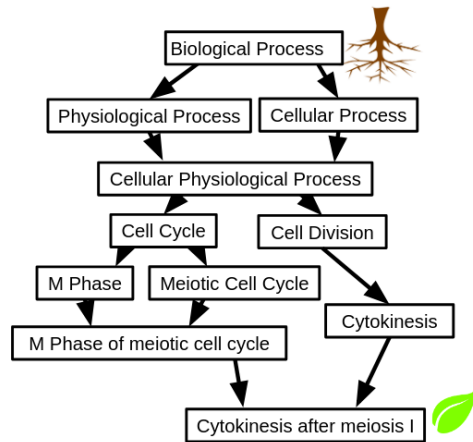 Biological Process
Physiological Process
Cellular Process
Cellular Physiological Process
Cell Cycle
Cell Division
M Phase
Meiotic Cell Cycle
Cytokinesis
M Phase of meiotic cell cycle
Cytokinesis after meiosis I